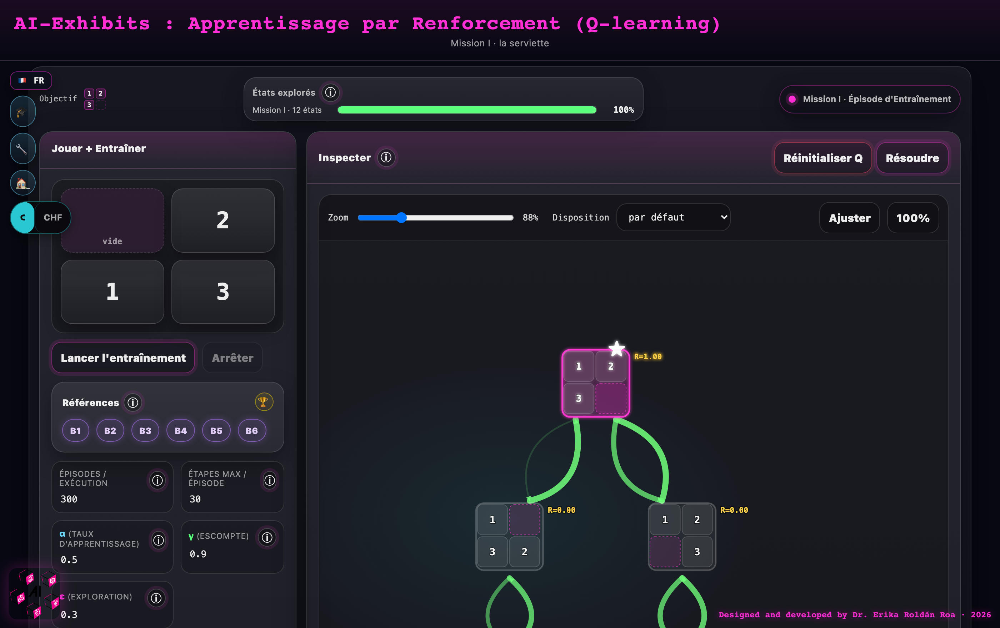 AI-Exhibits : Apprentissage par Renforcement (Q-learning)
Mission I · la serviette
FR
Objectif
1 2
3
États explorés
Mission I · 12 états
100%
Mission I · Épisode d'Entraînement
€ CHF
Jouer + Entraîner
vide
2
1
3
Lancer l'entraînement
Arrêter
Références
B1 B2 B3 B4 B5 B6
ÉPISODES /
EXÉCUTION
300
ÉTAPES MAX /
ÉPISODE
30
α (TAUX
D'APPRENTISSAGE)
0.5
γ (ESCOMPTE)
0.9
ε (EXPLORATION)
0.3
AI
Inspecter
Réinitialiser Q
Résoudre
Zoom
88%
Disposition
par défaut
Ajuster
100%
R=1.00
1 2
3
R=0.00
1
3 2
R=0.00
1 2
3
Designed and developed by Dr. Erika Roldán Roa · 2026